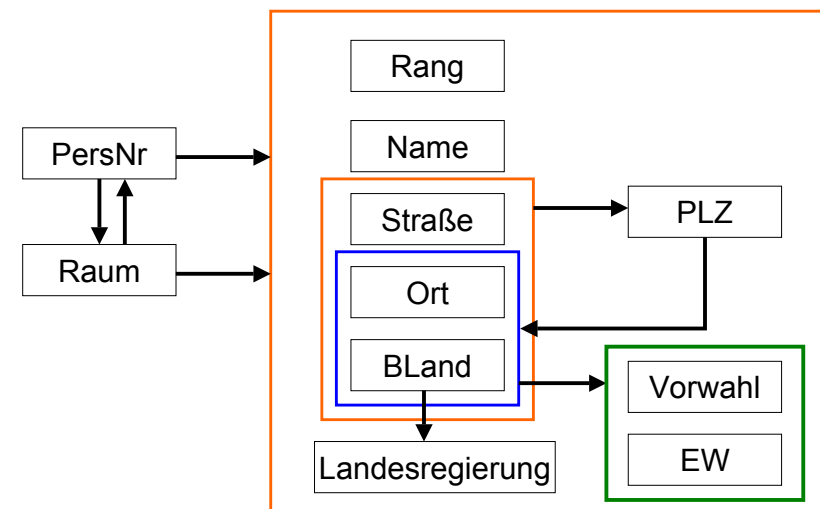 Rang
PersNr
Name
Straße
PLZ
Raum
Ort
BLand
Vorwahl
Landesregierung
EW